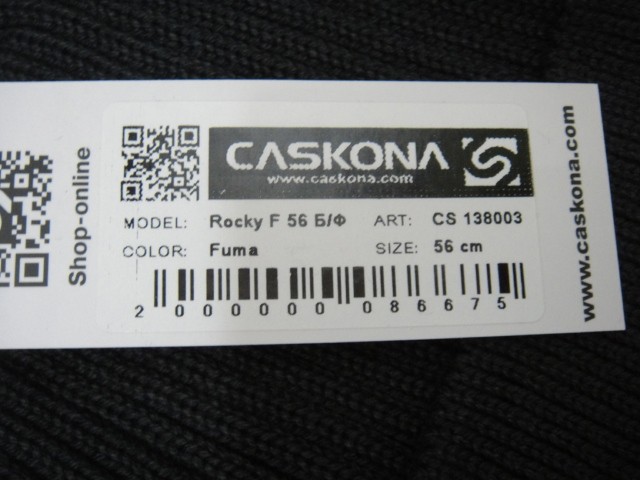 Shop-online
CASKONA
www.caskona.com
MODEL: Rocky F 56 Б/Ф ART: CS 138003
COLOR: Fuma SIZE: 56 cm
2 000000 086675
www.caskona.com